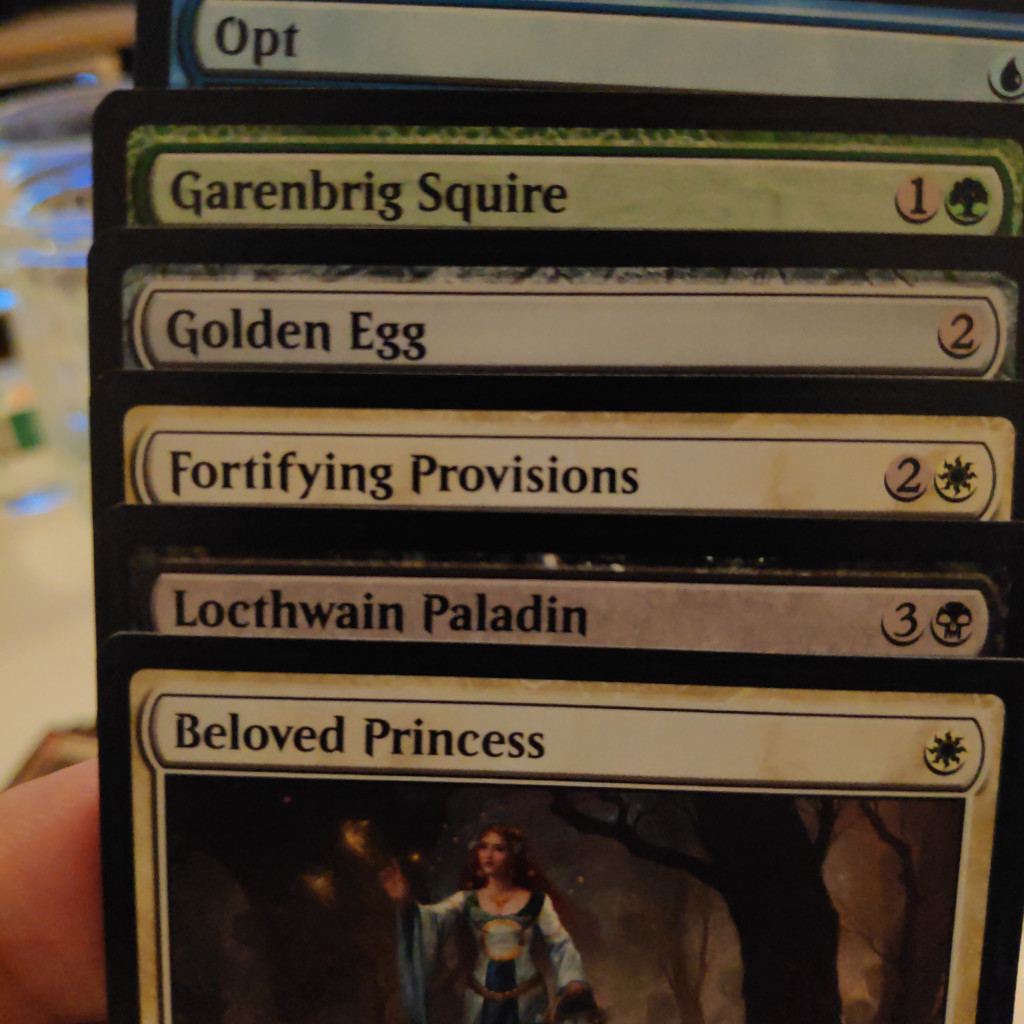 Opt
Garenbrig Squire 1
Golden Egg 2
Fortifying Provisions 2
Locthwain Paladin 3
Beloved Princess